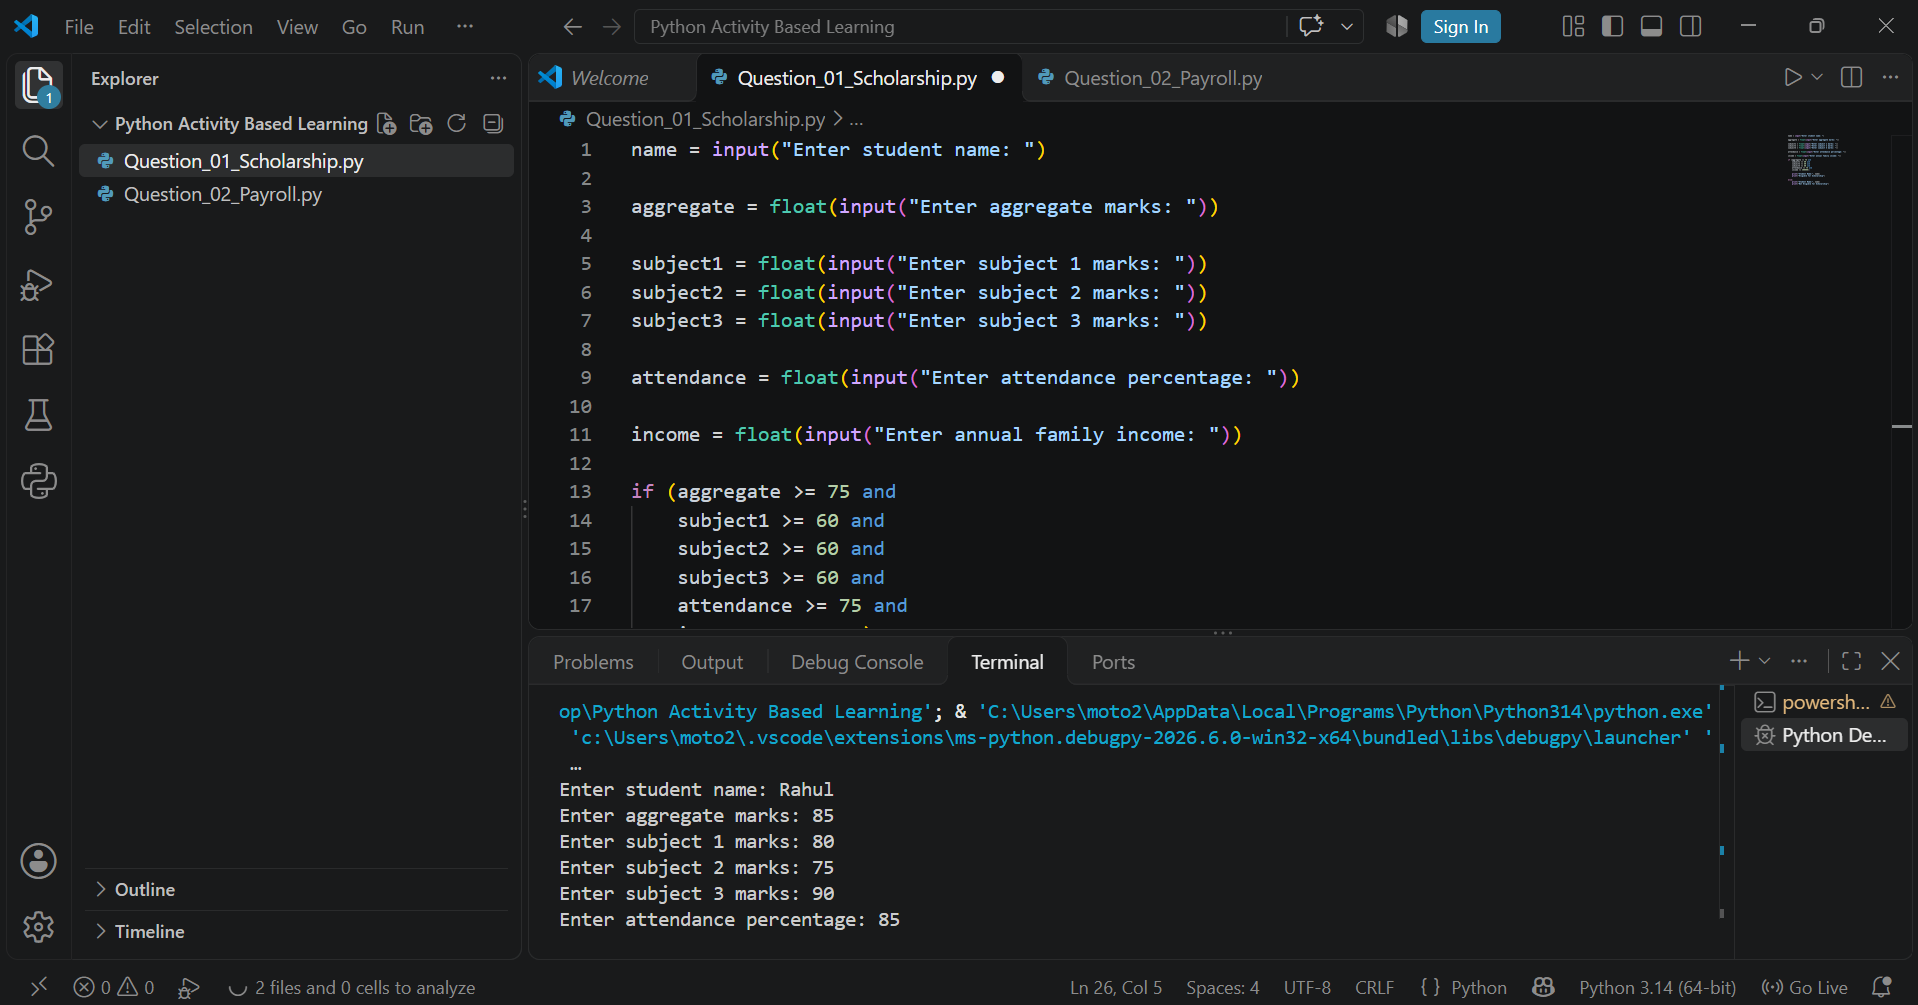 File Edit Selection View Go Run ...
Python Activity Based Learning
Sign In
Explorer ...
1
Python Activity Based Learning
Question_01_Scholarship.py
Question_02_Payroll.py
Outline
Timeline
Welcome Question_01_Scholarship.py Question_02_Payroll.py ...
Question_01_Scholarship.py > ...
1 name = input("Enter student name: ")
2
3 aggregate = float(input("Enter aggregate marks: "))
4
5 subject1 = float(input("Enter subject 1 marks: "))
6 subject2 = float(input("Enter subject 2 marks: "))
7 subject3 = float(input("Enter subject 3 marks: "))
8
9 attendance = float(input("Enter attendance percentage: "))
10
11 income = float(input("Enter annual family income: "))
12
13 if (aggregate >= 75 and
14 subject1 >= 60 and
15 subject2 >= 60 and
16 subject3 >= 60 and
17 attendance >= 75 and
Problems Output Debug Console Terminal Ports
op\Python Activity Based Learning'; & 'C:\Users\moto2\AppData\Local\Programs\Python\Python314\python.exe'
'c:\Users\moto2\.vscode\extensions\ms-python.debugpy-2026.6.0-win32-x64\bundled\libs\debugpy\launcher' '
…
Enter student name: Rahul
Enter aggregate marks: 85
Enter subject 1 marks: 80
Enter subject 2 marks: 75
Enter subject 3 marks: 90
Enter attendance percentage: 85
powersh...
Python De...
0 0 2 files and 0 cells to analyze
Ln 26, Col 5 Spaces: 4 UTF-8 CRLF { } Python Python 3.14 (64-bit) Go Live